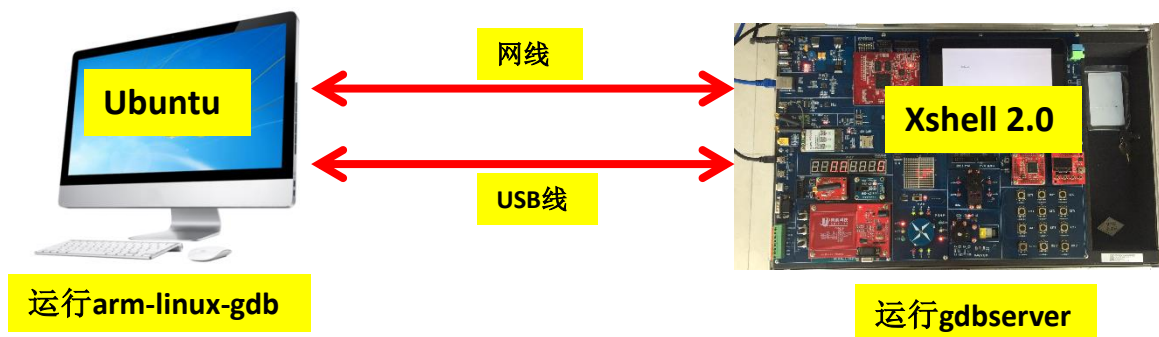 网线
Ubuntu
Xshell 2.0
USB线
运行arm-linux-gdb
运行gdbserver